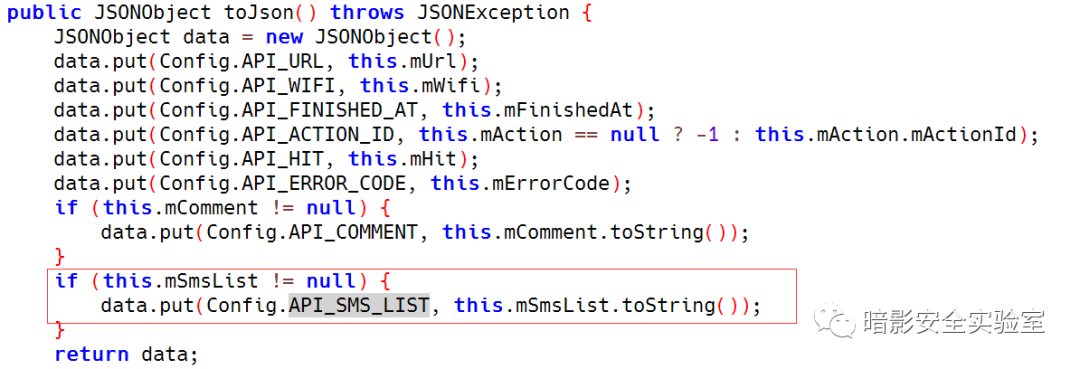 public JSONObject toJson() throws JSONException {
    JSONObject data = new JSONObject();
    data.put(Config.API_URL, this.mUrl);
    data.put(Config.API_WIFI, this.mWifi);
    data.put(Config.API_FINISHED_AT, this.mFinishedAt);
    data.put(Config.API_ACTION_ID, this.mAction == null ? -1 : this.mAction.mActionId);
    data.put(Config.API_HIT, this.mHit);
    data.put(Config.API_ERROR_CODE, this.mErrorCode);
    if (this.mComment != null) {
        data.put(Config.API_COMMENT, this.mComment.toString());
    }
    if (this.mSmsList != null) {
        data.put(Config.API_SMS_LIST, this.mSmsList.toString());
    }
    return data;
暗影安全实验室